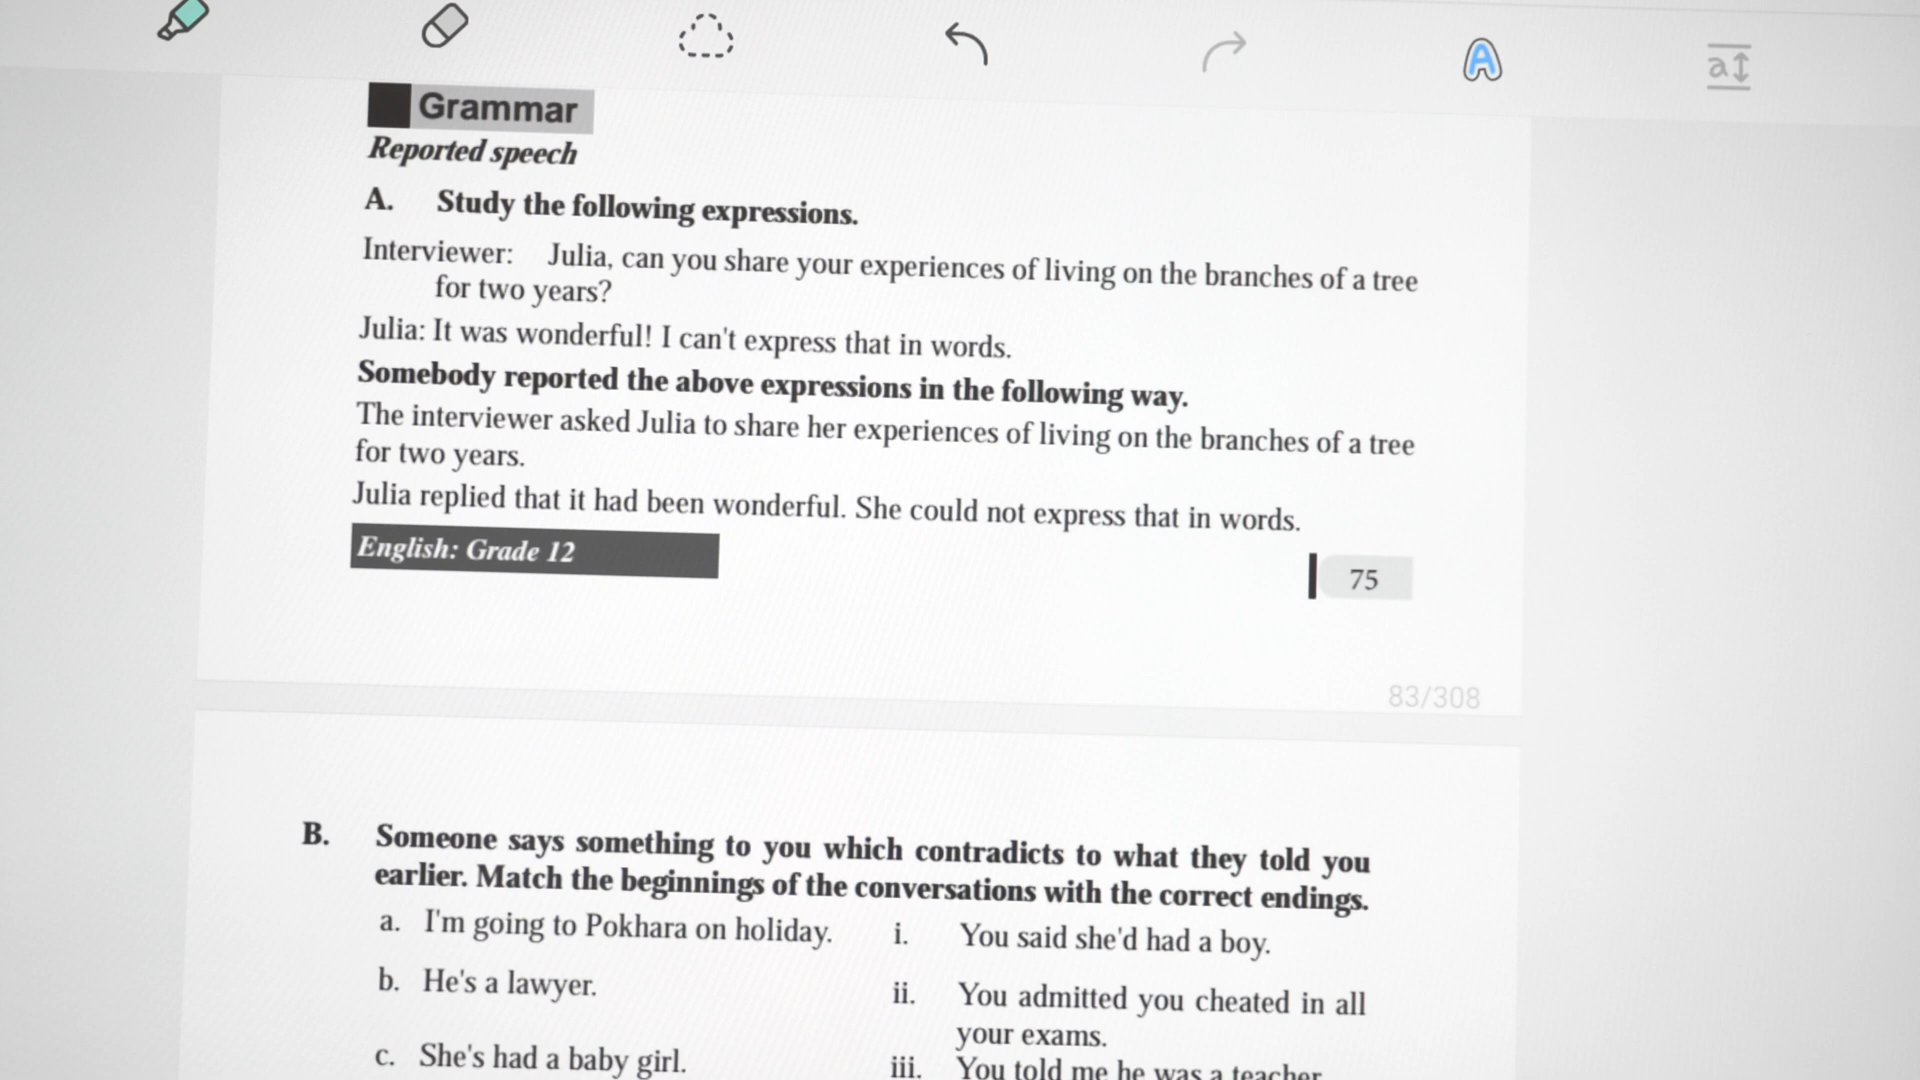 Grammar
Reported speech
A. Study the following expressions.
Interviewer: Julia, can you share your experiences of living on the branches of a tree
for two years?
Julia: It was wonderful! I can't express that in words.
Somebody reported the above expressions in the following way.
The interviewer asked Julia to share her experiences of living on the branches of a tree
for two years.
Julia replied that it had been wonderful. She could not express that in words.
English: Grade 12 75
83/308
B. Someone says something to you which contradicts to what they told you
earlier. Match the beginnings of the conversations with the correct endings.
a. I'm going to Pokhara on holiday. i. You said she'd had a boy.
b. He's a lawyer. ii. You admitted you cheated in all
your exams.
c. She's had a baby girl. iii. You told me he was a teacher